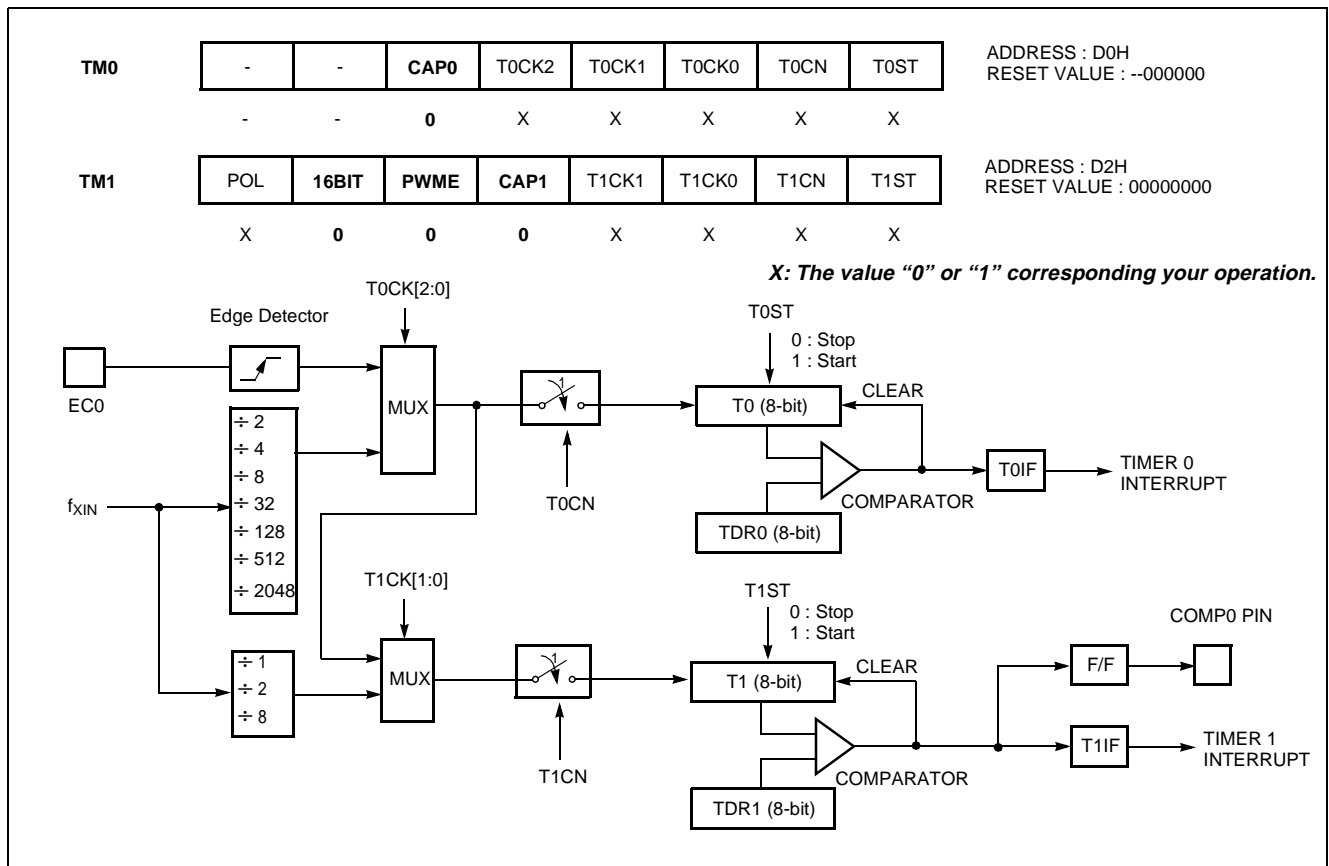 TM0 - - CAP0 T0CK2 T0CK1 T0CK0 T0CN T0ST
ADDRESS : D0H
RESET VALUE : --000000
- - 0 X X X X X
TM1 POL 16BIT PWME CAP1 T1CK1 T1CK0 T1CN T1ST
ADDRESS : D2H
RESET VALUE : 00000000
X 0 0 0 X X X X
X: The value “0” or “1” corresponding your operation.
T0CK[2:0]
Edge Detector
T0ST
0 : Stop
1 : Start
EC0
MUX
1
T0 (8-bit)
CLEAR
÷ 2
÷ 4
÷ 8
÷ 32
÷ 128
÷ 512
÷ 2048
fXIN
T0CN
COMPARATOR
T0IF
TIMER 0
INTERRUPT
TDR0 (8-bit)
T1CK[1:0]
T1ST
0 : Stop
1 : Start
COMP0 PIN
÷ 1
÷ 2
÷ 8
MUX
1
T1 (8-bit)
CLEAR
F/F
T1CN
COMPARATOR
T1IF
TIMER 1
INTERRUPT
TDR1 (8-bit)